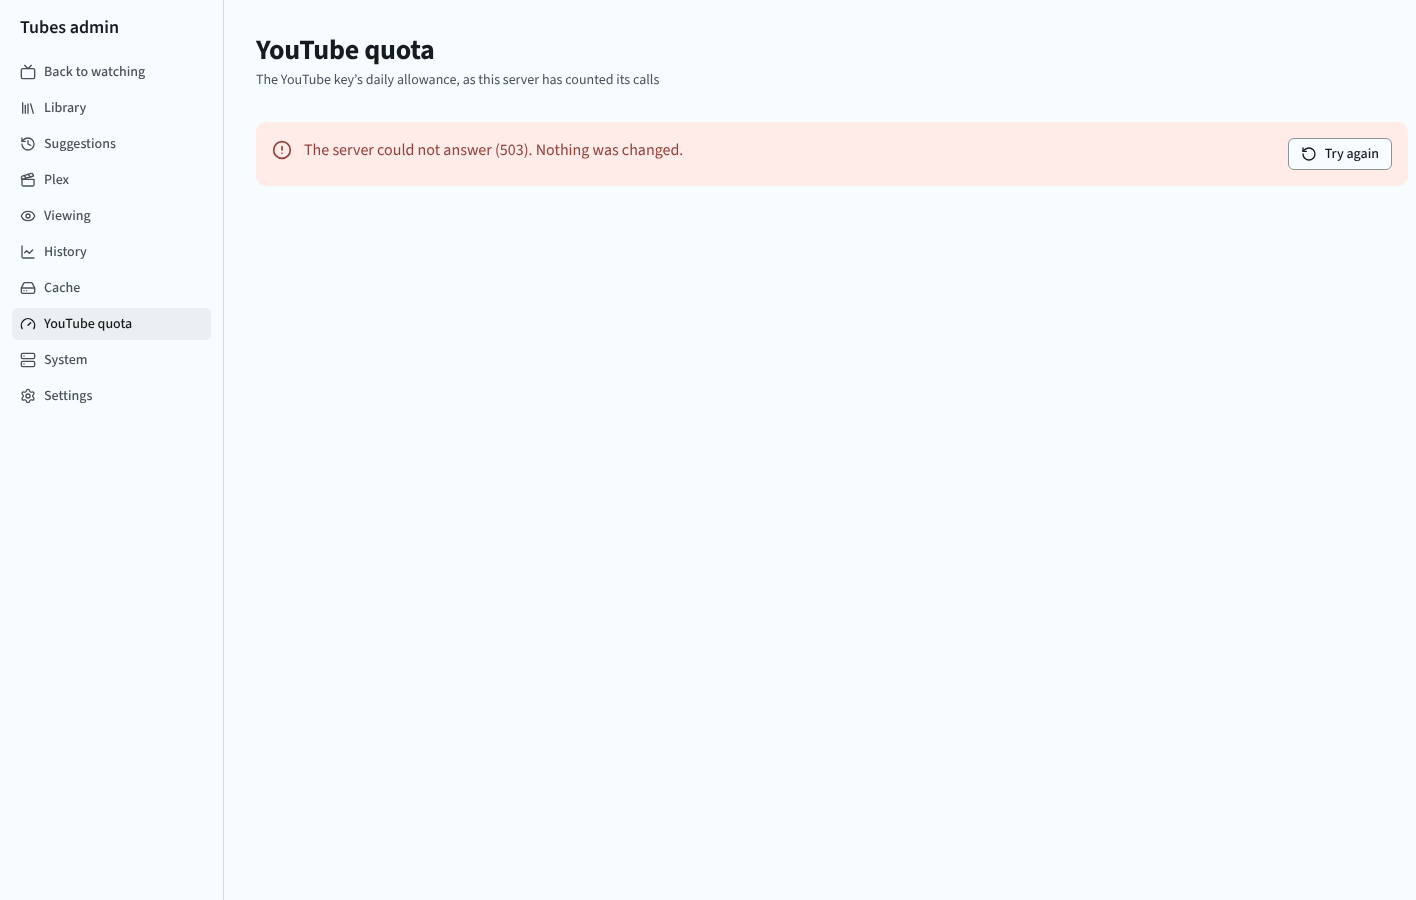 Tubes admin
Back to watching
Library
Suggestions
Plex
Viewing
History
Cache
YouTube quota
System
Settings
YouTube quota
The YouTube key’s daily allowance, as this server has counted its calls
The server could not answer (503). Nothing was changed.
Try again